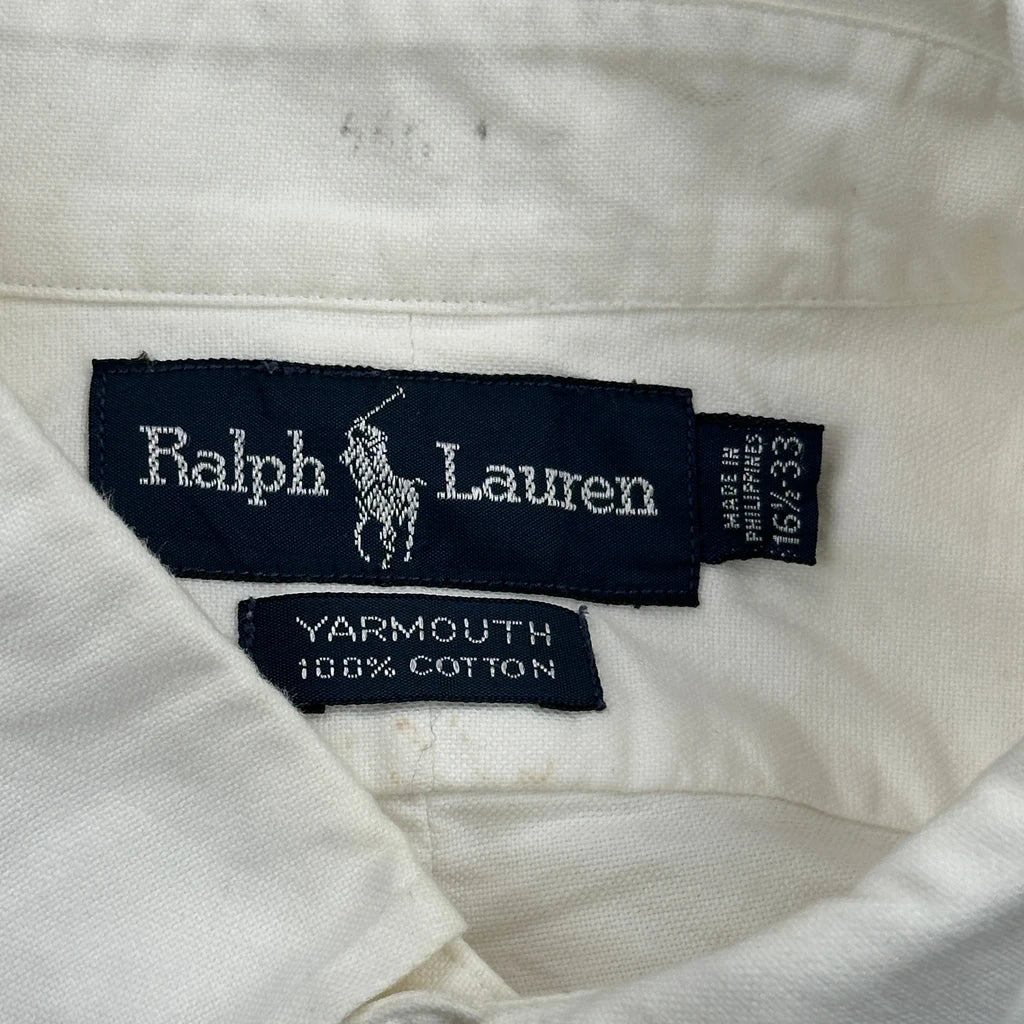 Ralph Lauren
MADE IN
PHILIPPINES
16½-33
YARMOUTH
100% COTTON